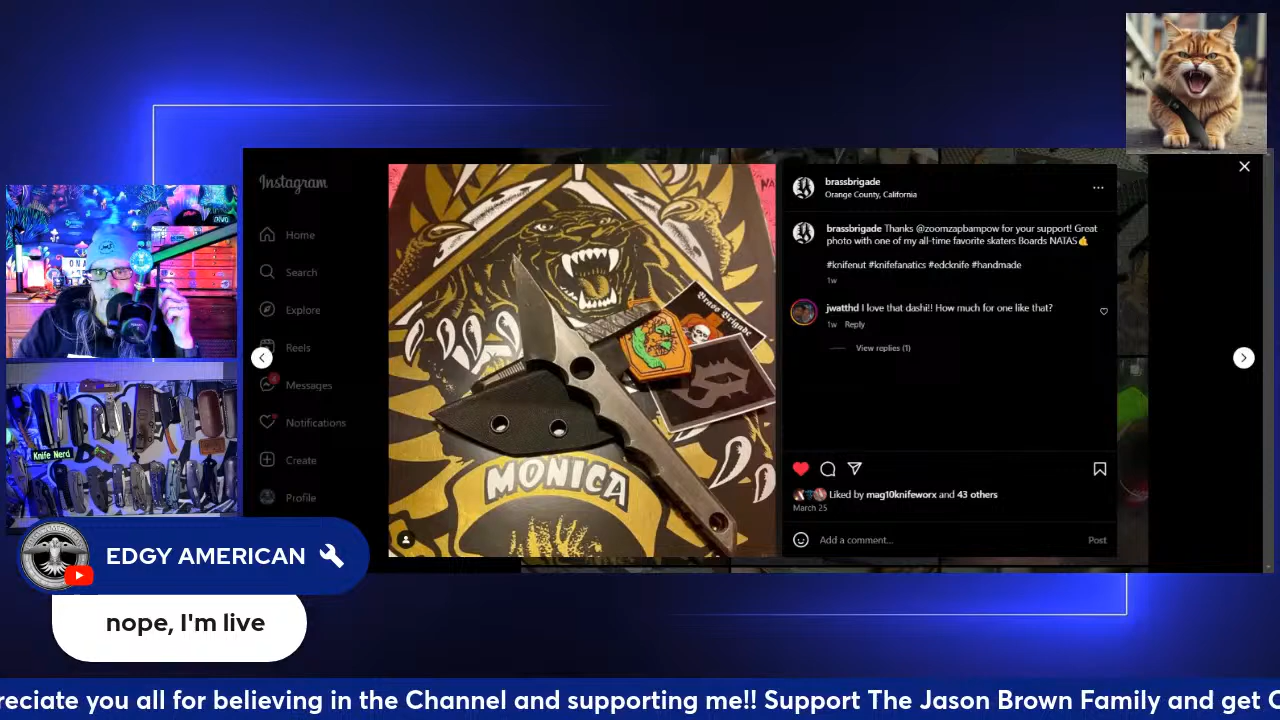 Instagram
Home
Search
Explore
Reels
Messages
Notifications
Create
Profile
MONICA
Brass Brigade
brassbrigade
Orange County, California
brassbrigade Thanks @zoomzapbampow for your support! Great
photo with one of my all-time favorite skaters Boards NATAS🤙
#knifenut #knifefanatics #edcknife #handmade
1w
jwatthd I love that dashi!! How much for one like that?
1w Reply
View replies (1)
Liked by mag10knifeworx and 43 others
March 25
Add a comment...
Post
Knife Nerd
EDGY AMERICAN
nope, I'm live
reciate you all for believing in the Channel and supporting me!! Support The Jason Brown Family and get